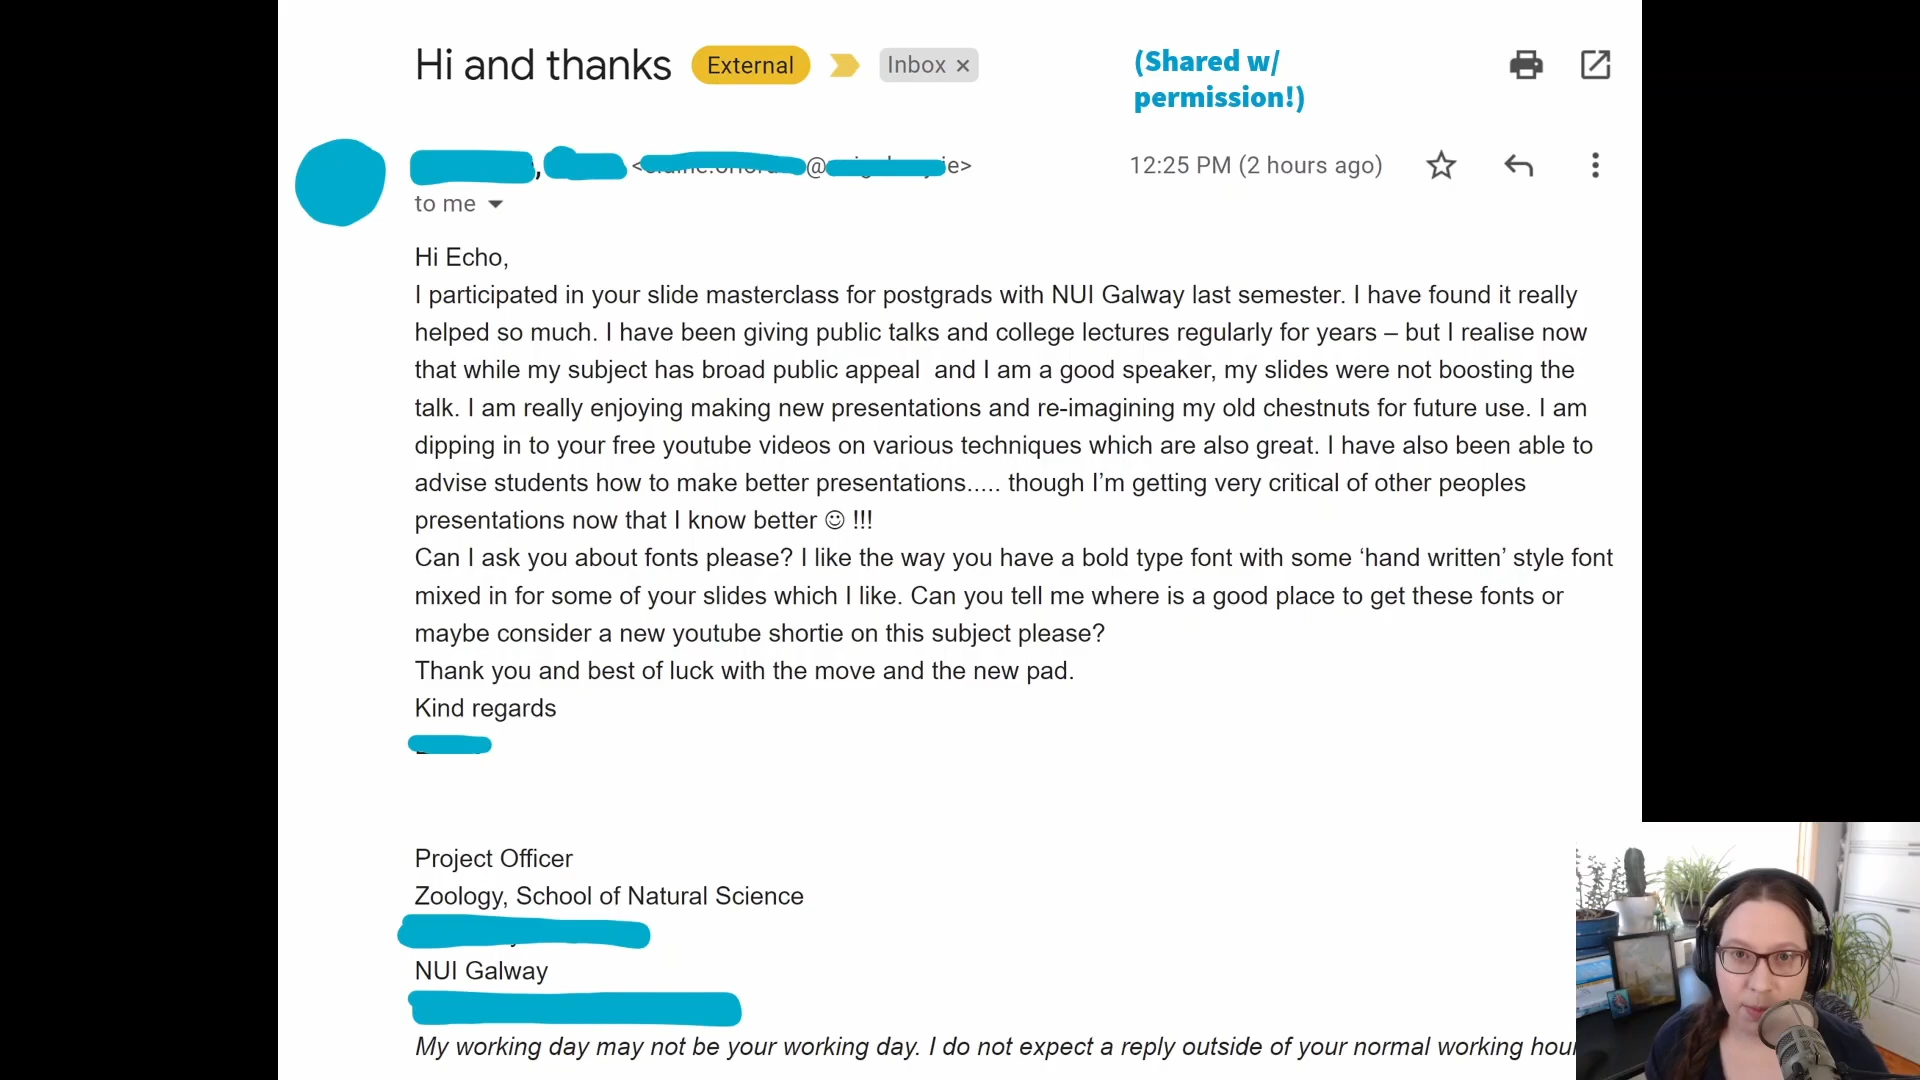 Hi and thanks External Inbox ×
(Shared w/
permission!)
, < @ e>
12:25 PM (2 hours ago)
to me
Hi Echo,
I participated in your slide masterclass for postgrads with NUI Galway last semester. I have found it really
helped so much. I have been giving public talks and college lectures regularly for years – but I realise now
that while my subject has broad public appeal  and I am a good speaker, my slides were not boosting the
talk. I am really enjoying making new presentations and re-imagining my old chestnuts for future use. I am
dipping in to your free youtube videos on various techniques which are also great. I have also been able to
advise students how to make better presentations..... though I’m getting very critical of other peoples
presentations now that I know better ☺ !!!
Can I ask you about fonts please? I like the way you have a bold type font with some ‘hand written’ style font
mixed in for some of your slides which I like. Can you tell me where is a good place to get these fonts or
maybe consider a new youtube shortie on this subject please?
Thank you and best of luck with the move and the new pad.
Kind regards
Project Officer
Zoology, School of Natural Science
NUI Galway
My working day may not be your working day. I do not expect a reply outside of your normal working